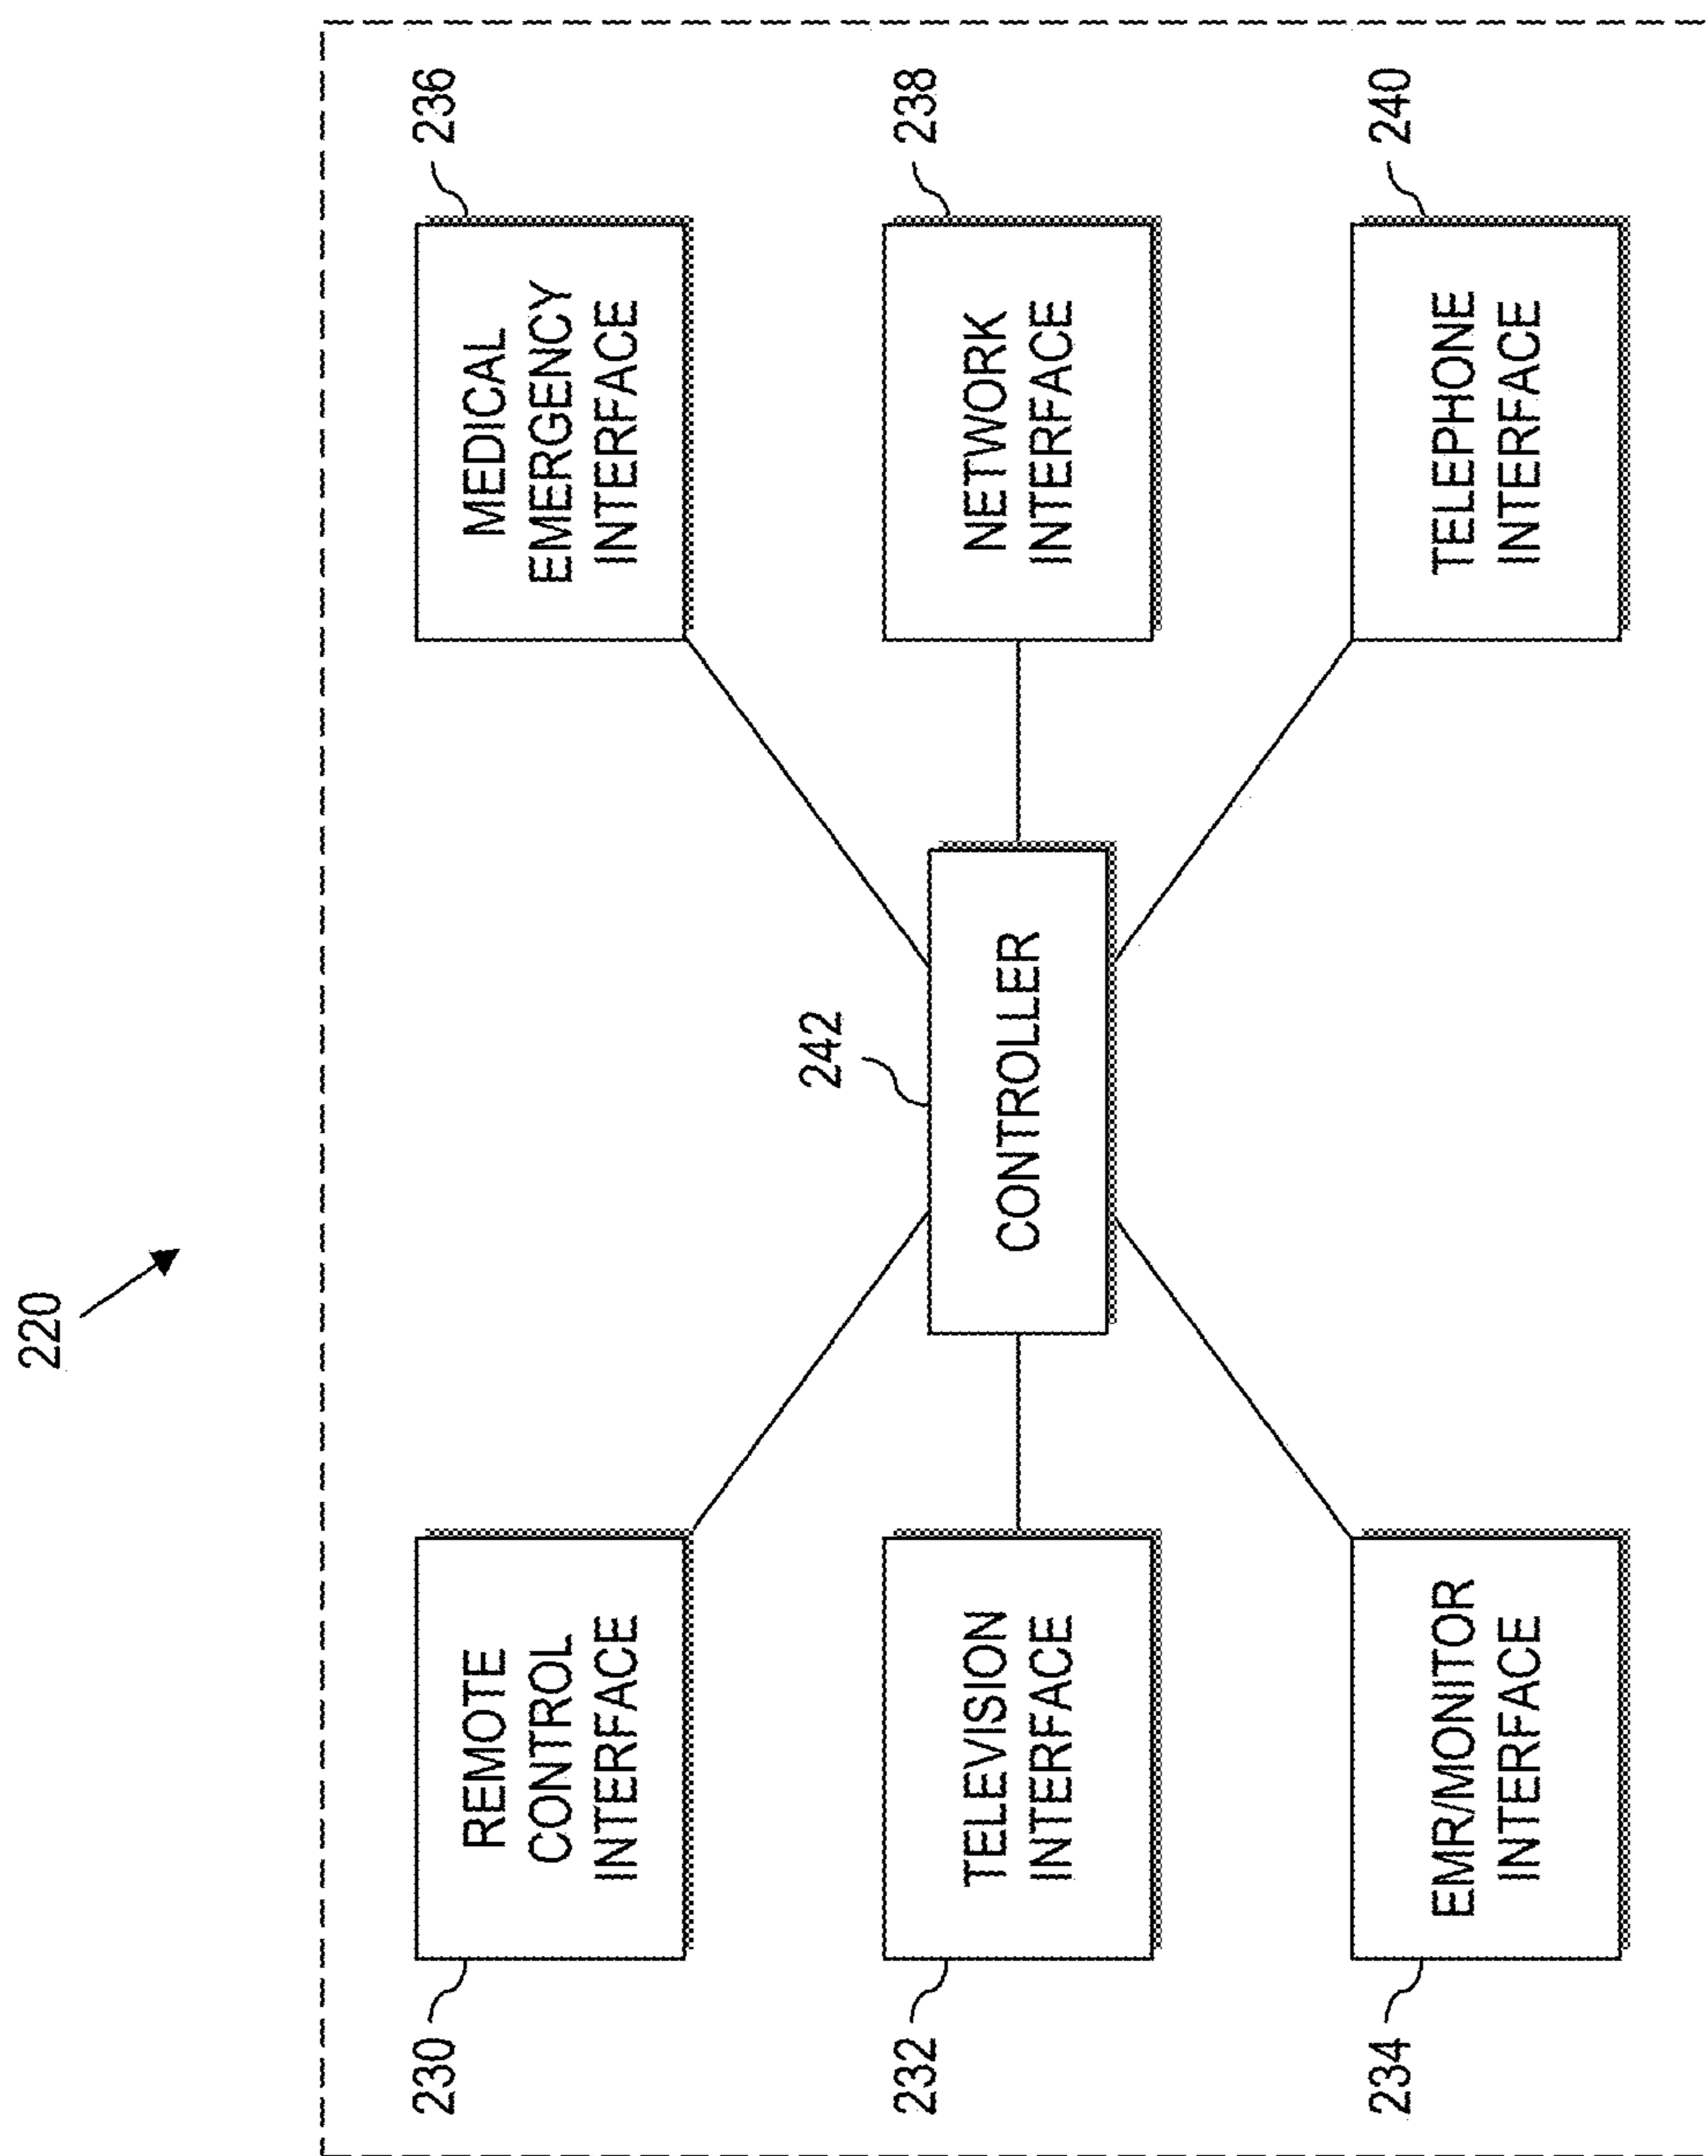 220
230
REMOTE
CONTROL
INTERFACE
MEDICAL
EMERGENCY
INTERFACE
236
242
232
TELEVISION
INTERFACE
CONTROLLER
NETWORK
INTERFACE
238
234
EMR/MONITOR
INTERFACE
TELEPHONE
INTERFACE
240